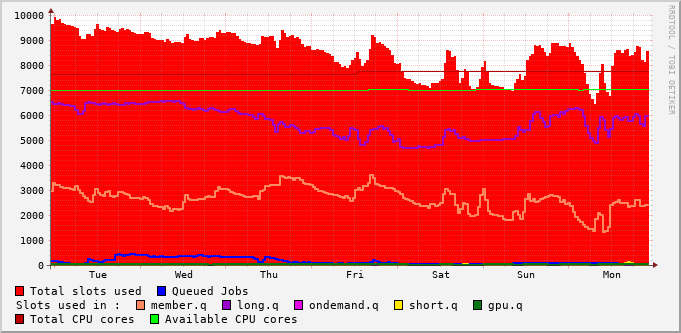 10000
9000
8000
7000
6000
5000
4000
3000
2000
1000
0
Tue Wed Thu Fri Sat Sun Mon
RRDTOOL / TOBI OETIKER
Total slots used Queued Jobs
Slots used in : member.q long.q ondemand.q short.q gpu.q
Total CPU cores Available CPU cores